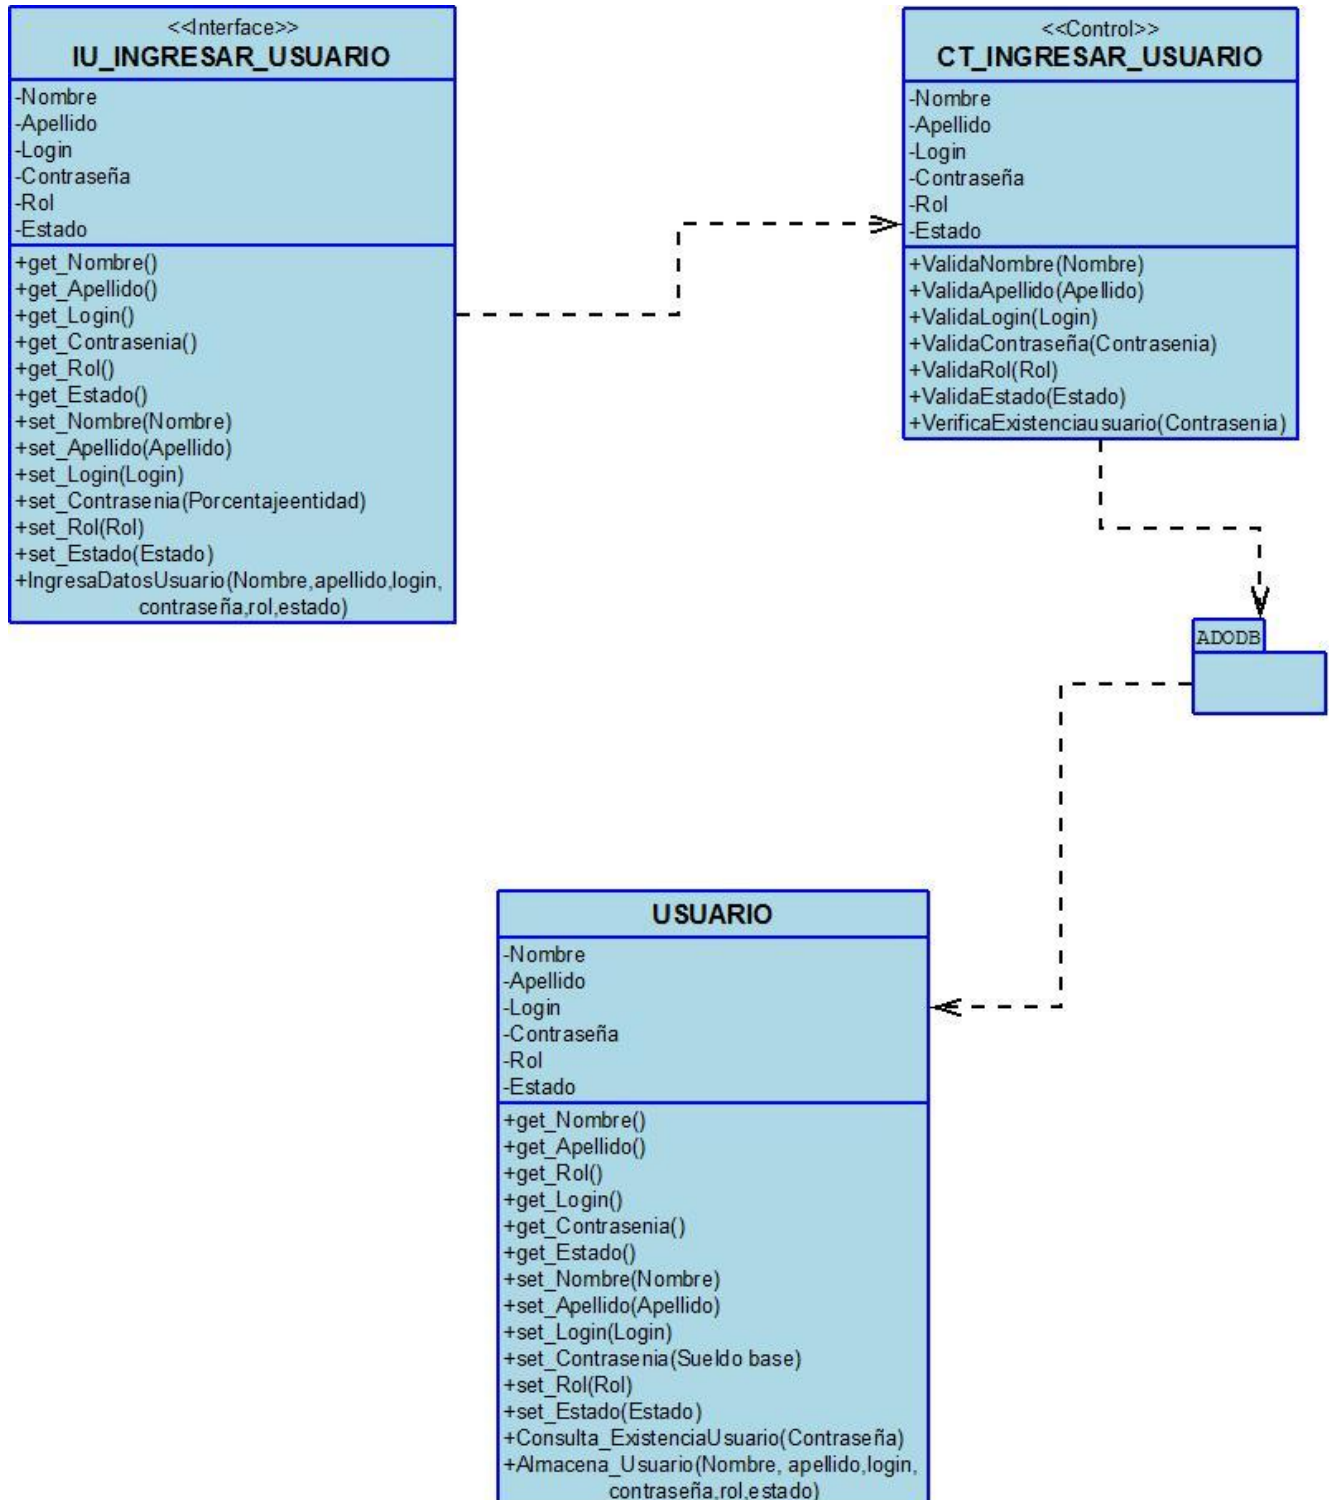 <<Interface>>
IU_INGRESAR_USUARIO
-Nombre
-Apellido
-Login
-Contraseña
-Rol
-Estado
+get_Nombre()
+get_Apellido()
+get_Login()
+get_Contrasenia()
+get_Rol()
+get_Estado()
+set_Nombre(Nombre)
+set_Apellido(Apellido)
+set_Login(Login)
+set_Contrasenia(Porcentajeentidad)
+set_Rol(Rol)
+set_Estado(Estado)
+IngresaDatosUsuario(Nombre,apellido,login,
contraseña,rol,estado)
<<Control>>
CT_INGRESAR_USUARIO
-Nombre
-Apellido
-Login
-Contraseña
-Rol
-Estado
+ValidaNombre(Nombre)
+ValidaApellido(Apellido)
+ValidaLogin(Login)
+ValidaContraseña(Contrasenia)
+ValidaRol(Rol)
+ValidaEstado(Estado)
+VerificaExistenciausuario(Contrasenia)
ADODB
USUARIO
-Nombre
-Apellido
-Login
-Contraseña
-Rol
-Estado
+get_Nombre()
+get_Apellido()
+get_Rol()
+get_Login()
+get_Contrasenia()
+get_Estado()
+set_Nombre(Nombre)
+set_Apellido(Apellido)
+set_Login(Login)
+set_Contrasenia(Sueldo base)
+set_Rol(Rol)
+set_Estado(Estado)
+Consulta_ExistenciaUsuario(Contraseña)
+Almacena_Usuario(Nombre, apellido,login,
contraseña,rol,estado)